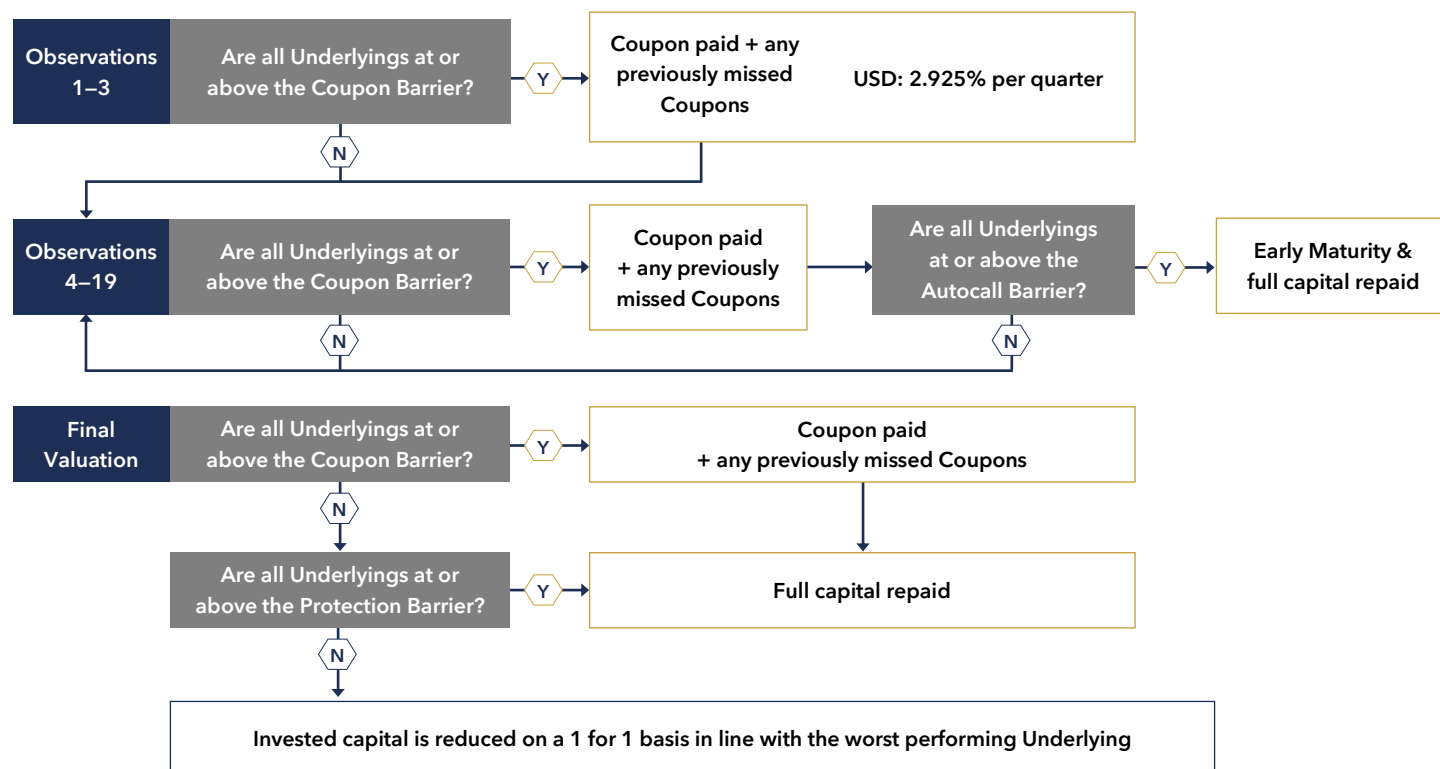 Observations
1—3
Are all Underlyings at or
above the Coupon Barrier?
Y
Coupon paid + any
previously missed
Coupons
USD: 2.925% per quarter
N
Observations
4—19
Are all Underlyings at or
above the Coupon Barrier?
Y
Coupon paid
+ any previously
missed Coupons
Are all Underlyings
at or above the
Autocall Barrier?
Y
Early Maturity &
full capital repaid
N
N
Final
Valuation
Are all Underlyings at or
above the Coupon Barrier?
Y
Coupon paid
+ any previously missed Coupons
N
Are all Underlyings at or
above the Protection Barrier?
Y
Full capital repaid
N
Invested capital is reduced on a 1 for 1 basis in line with the worst performing Underlying